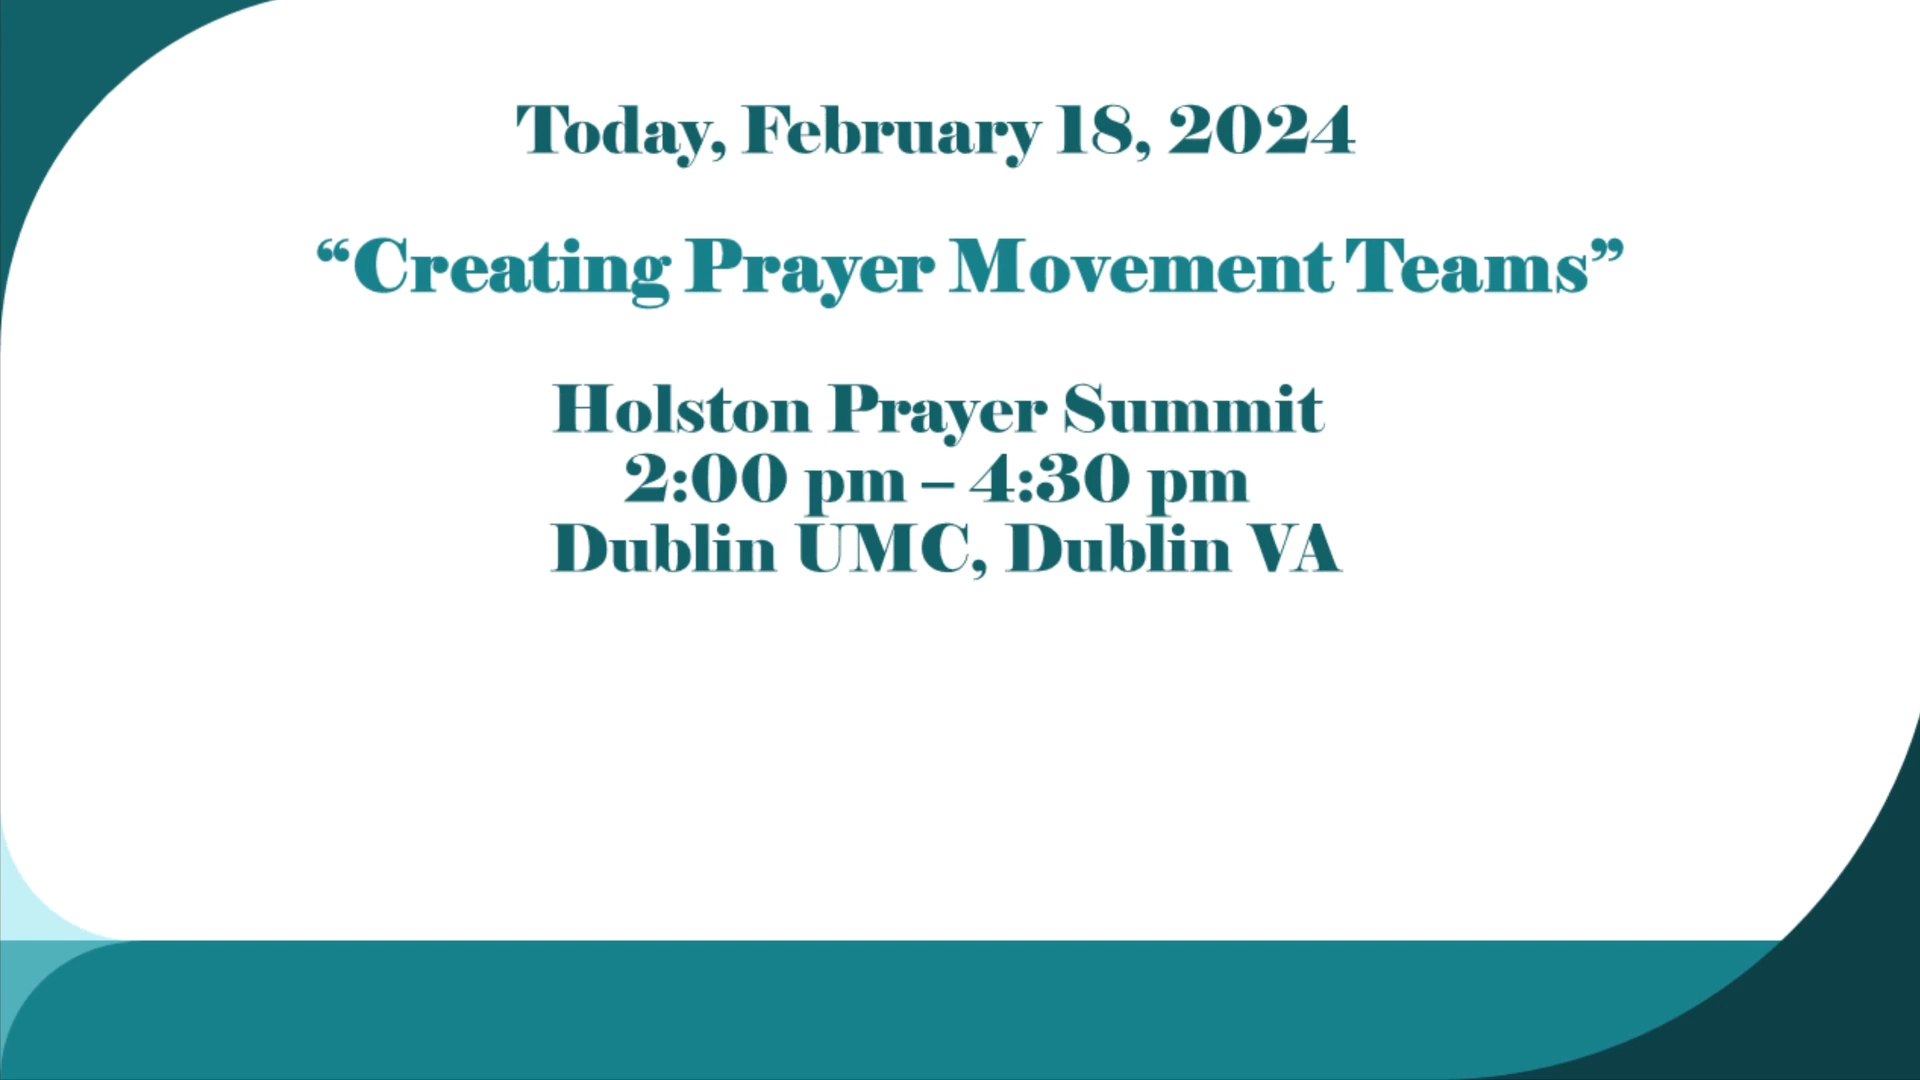 Today, February 18, 2024
“Creating Prayer Movement Teams”
Holston Prayer Summit
2:00 pm – 4:30 pm
Dublin UMC, Dublin VA